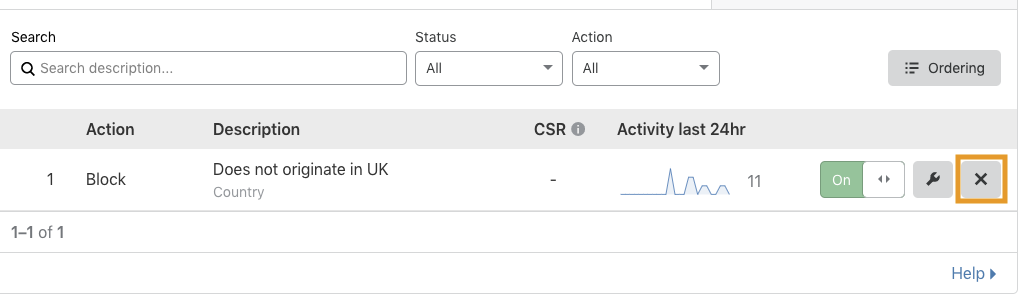 Search
Status
Action
Search description...
All
All
Ordering
Action
Description
CSR
Activity last 24hr
1
Block
Does not originate in UK
Country
-
11
On
1–1 of 1
Help